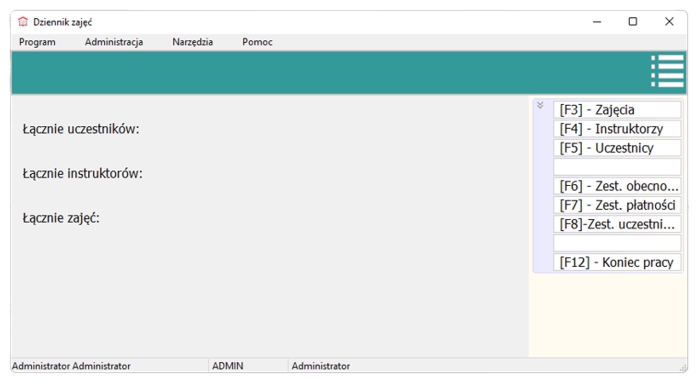 Dziennik zajęć
Program Administracja Narzędzia Pomoc
Łącznie uczestników:
Łącznie instruktorów:
Łącznie zajęć:
[F3] - Zajęcia
[F4] - Instruktorzy
[F5] - Uczestnicy
[F6] - Zest. obecno...
[F7] - Zest. płatności
[F8]-Zest. uczestni...
[F12] - Koniec pracy
Administrator Administrator ADMIN Administrator